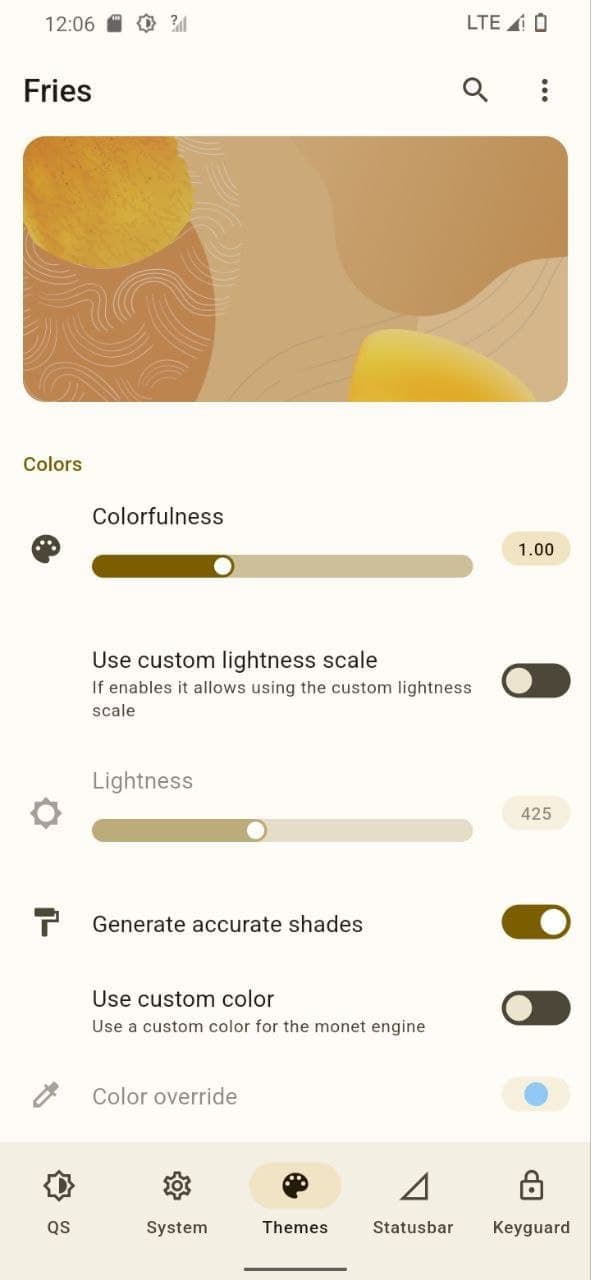 12:06
LTE
Fries
Colors
Colorfulness
1.00
Use custom lightness scale
If enables it allows using the custom lightness
scale
Lightness
425
Generate accurate shades
Use custom color
Use a custom color for the monet engine
Color override
QS
System
Themes
Statusbar
Keyguard